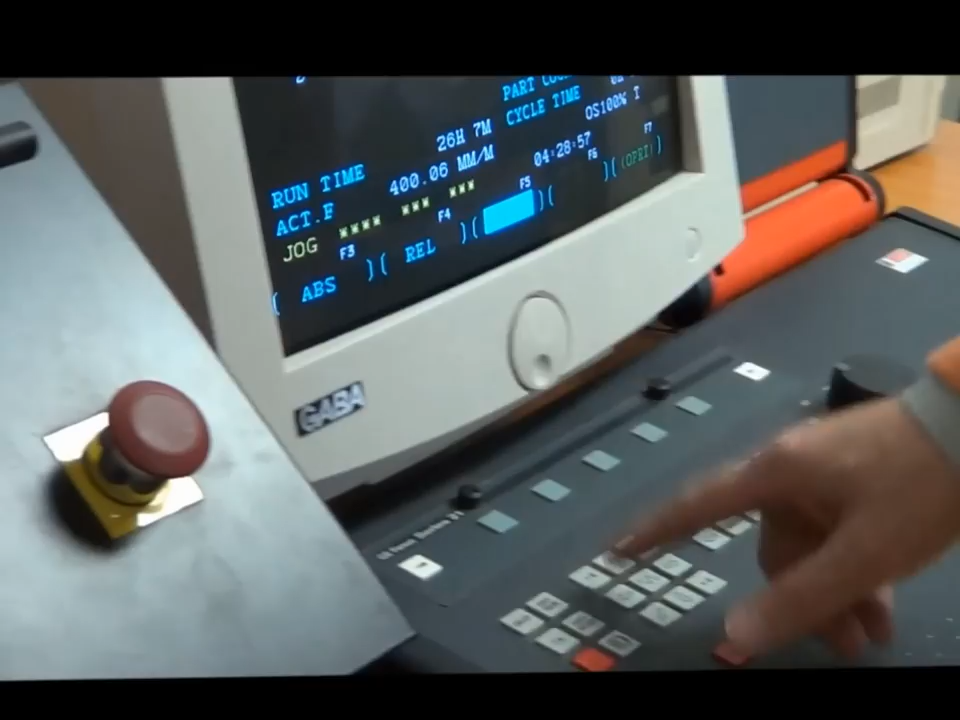 PART COU
CYCLE TIME
RUN TIME 26H 7M
ACT.F 400.06 MM/M OS100% T
JOG **** *** *** 04:28:57
F3 F4 F5 F6 F7
( ABS )( REL )( )( )((OPRT)
GABA